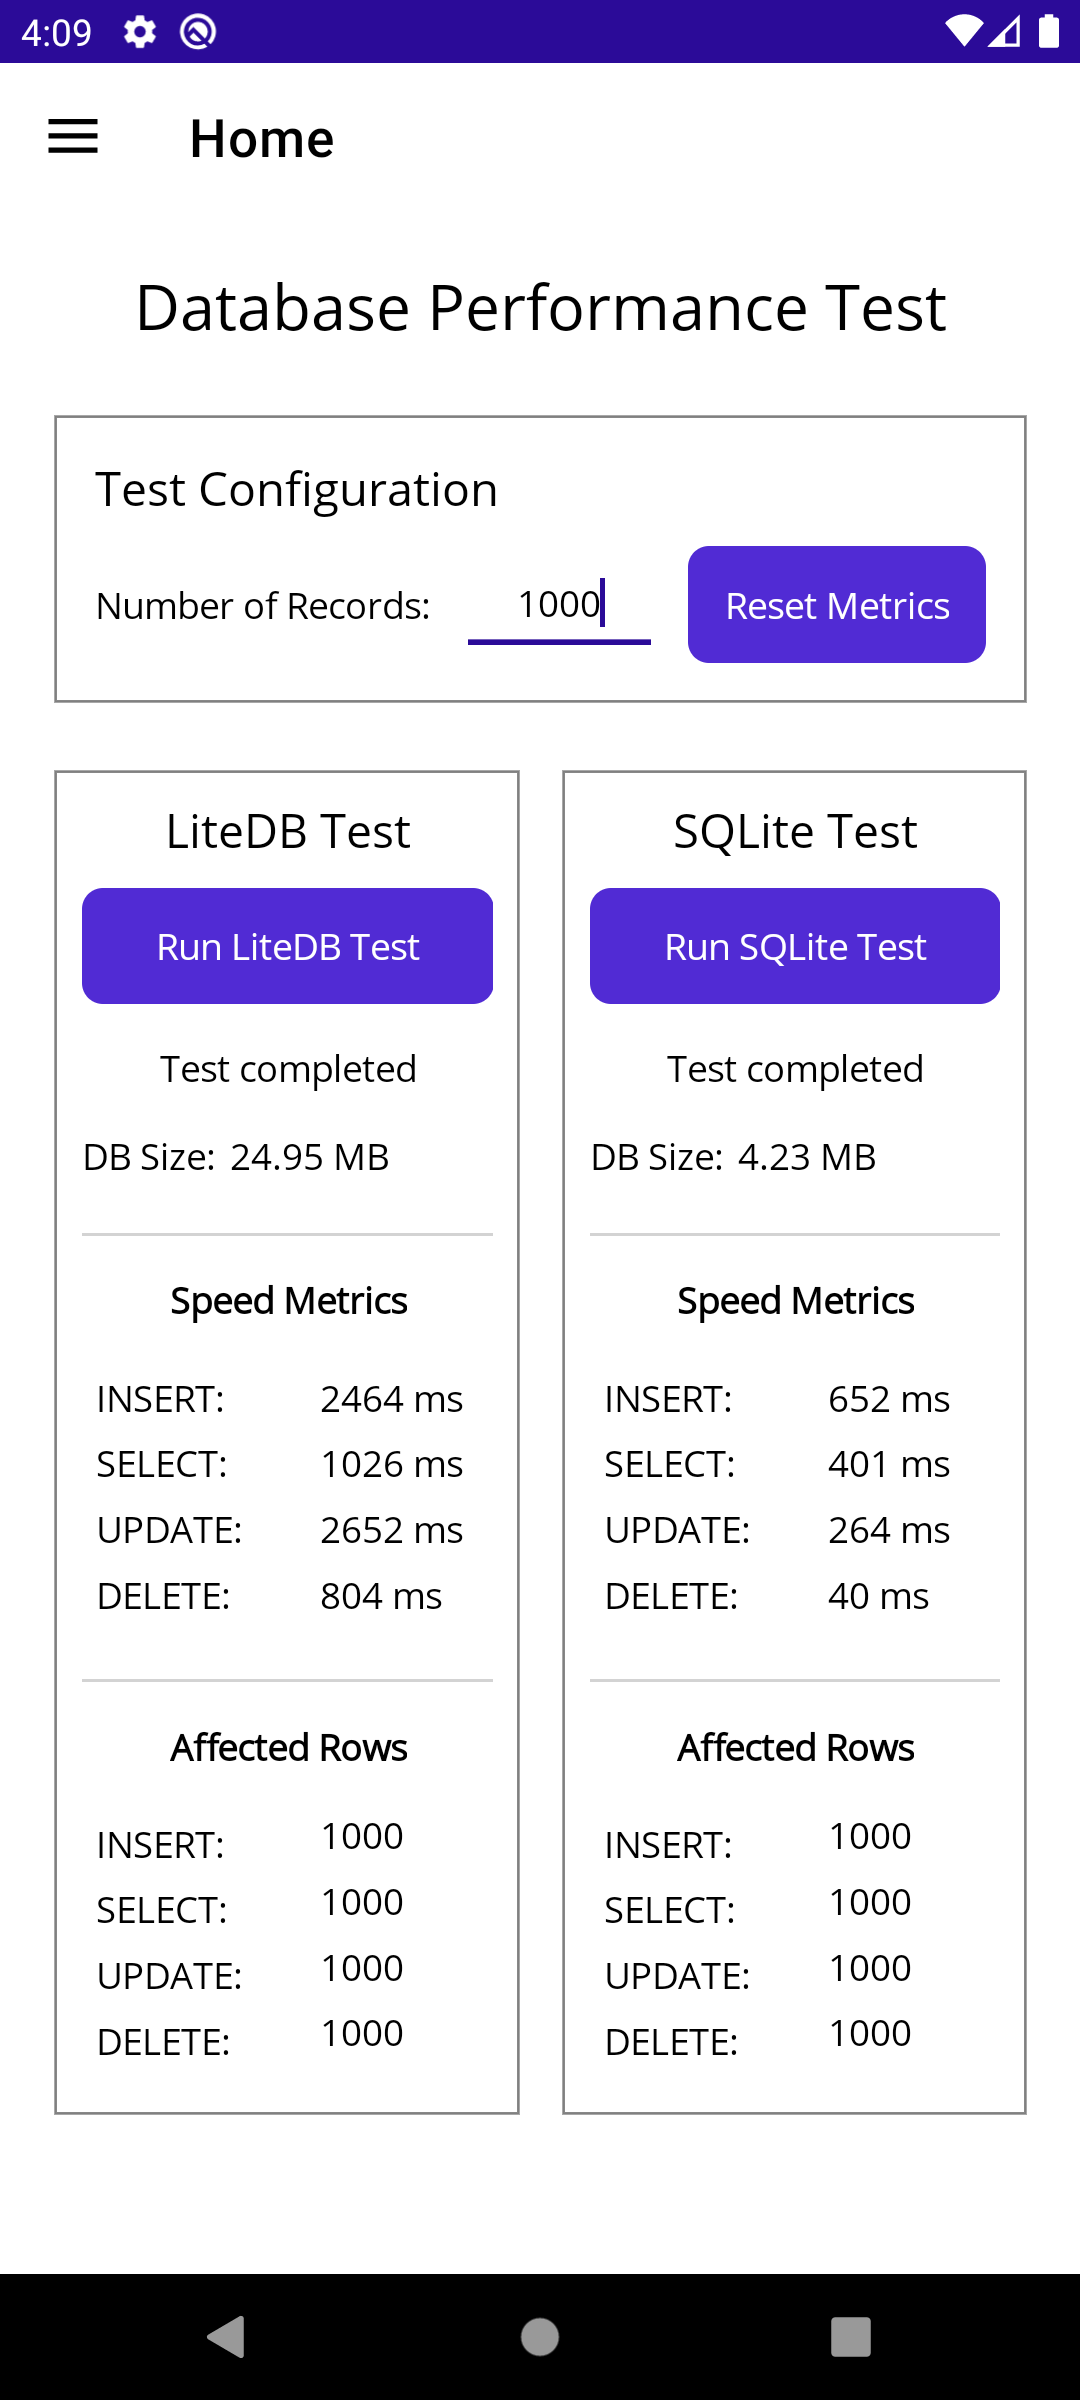 4:09
Home
Database Performance Test
Test Configuration
Number of Records: 1000 Reset Metrics
LiteDB Test
Run LiteDB Test
Test completed
DB Size: 24.95 MB
Speed Metrics
INSERT: 2464 ms
SELECT: 1026 ms
UPDATE: 2652 ms
DELETE: 804 ms
Affected Rows
INSERT: 1000
SELECT: 1000
UPDATE: 1000
DELETE: 1000
SQLite Test
Run SQLite Test
Test completed
DB Size: 4.23 MB
Speed Metrics
INSERT: 652 ms
SELECT: 401 ms
UPDATE: 264 ms
DELETE: 40 ms
Affected Rows
INSERT: 1000
SELECT: 1000
UPDATE: 1000
DELETE: 1000